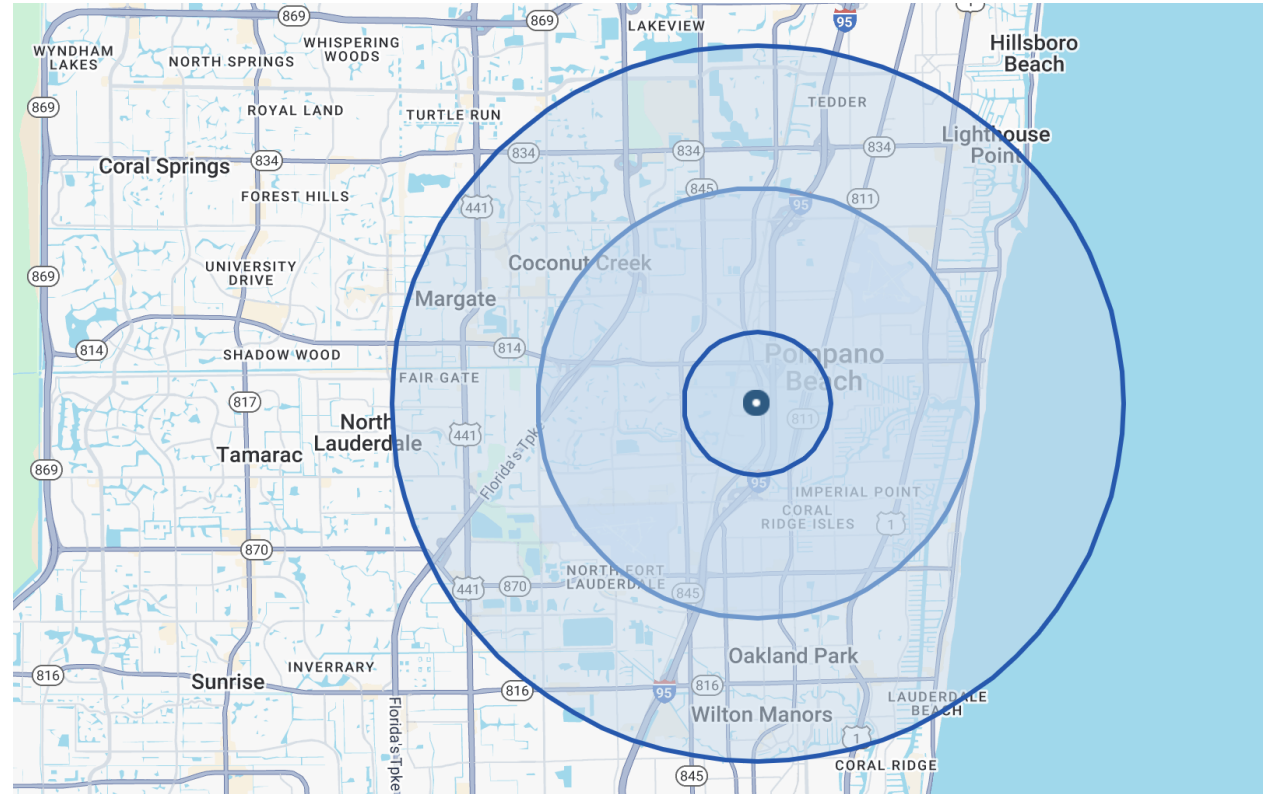 869
869
LAKEVIEW
95
1
WYNDHAM
LAKES
WHISPERING
WOODS
NORTH SPRINGS
Hillsboro
Beach
869
ROYAL LAND
TURTLE RUN
TEDDER
Lighthouse
Point
Coral Springs
834
834
834
834
FOREST HILLS
441
845
811
95
UNIVERSITY
DRIVE
869
Coconut Creek
Margate
814
SHADOW WOOD
814
Pompano
Beach
FAIR GATE
817
North
Lauderdale
441
811
Tamarac
869
Florida's Tpke
95
IMPERIAL POINT
CORAL
RIDGE ISLES
1
870
NORTH FORT
LAUDERDALE
441
870
845
INVERRARY
Oakland Park
816
Sunrise
816
95
816
LAUDERDALE
BEACH
Florida's Tpke
Wilton Manors
1
CORAL RIDGE
845